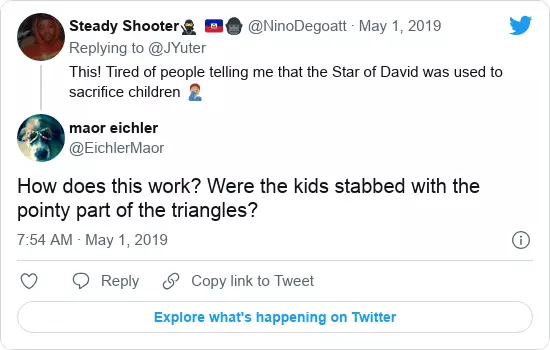 Steady Shooter🥷🏿 🇭🇹🦍 @NinoDegoatt · May 1, 2019
Replying to @JYuter
This! Tired of people telling me that the Star of David was used to
sacrifice children 🤦🏽‍♂️
maor eichler
@EichlerMaor
How does this work? Were the kids stabbed with the
pointy part of the triangles?
7:54 AM · May 1, 2019
Reply
Copy link to Tweet
Explore what's happening on Twitter